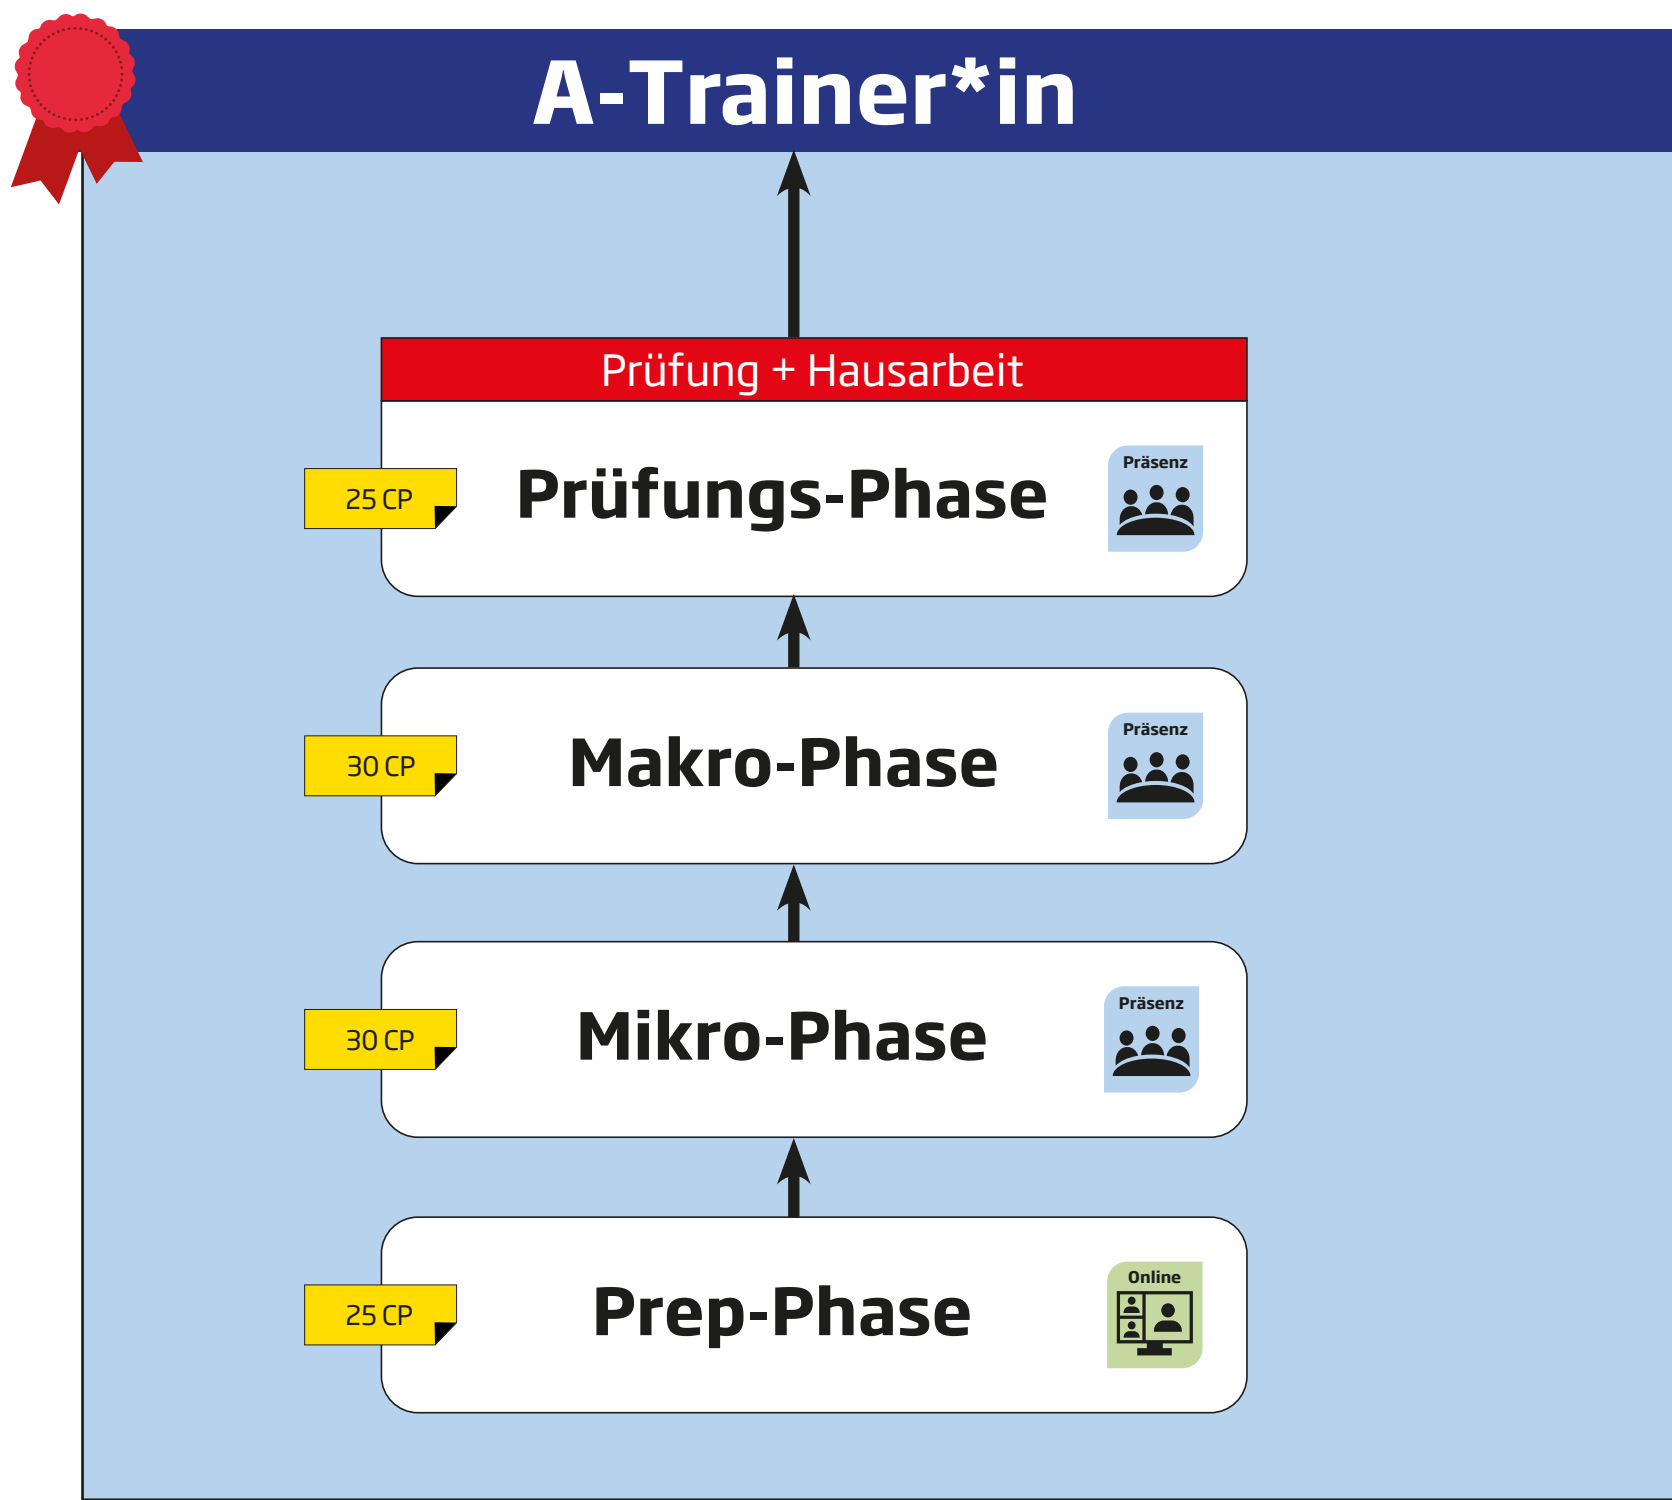 A-Trainer*in
Prüfung + Hausarbeit
25 CP
Prüfungs-Phase
Präsenz
30 CP
Makro-Phase
Präsenz
30 CP
Mikro-Phase
Präsenz
25 CP
Prep-Phase
Online